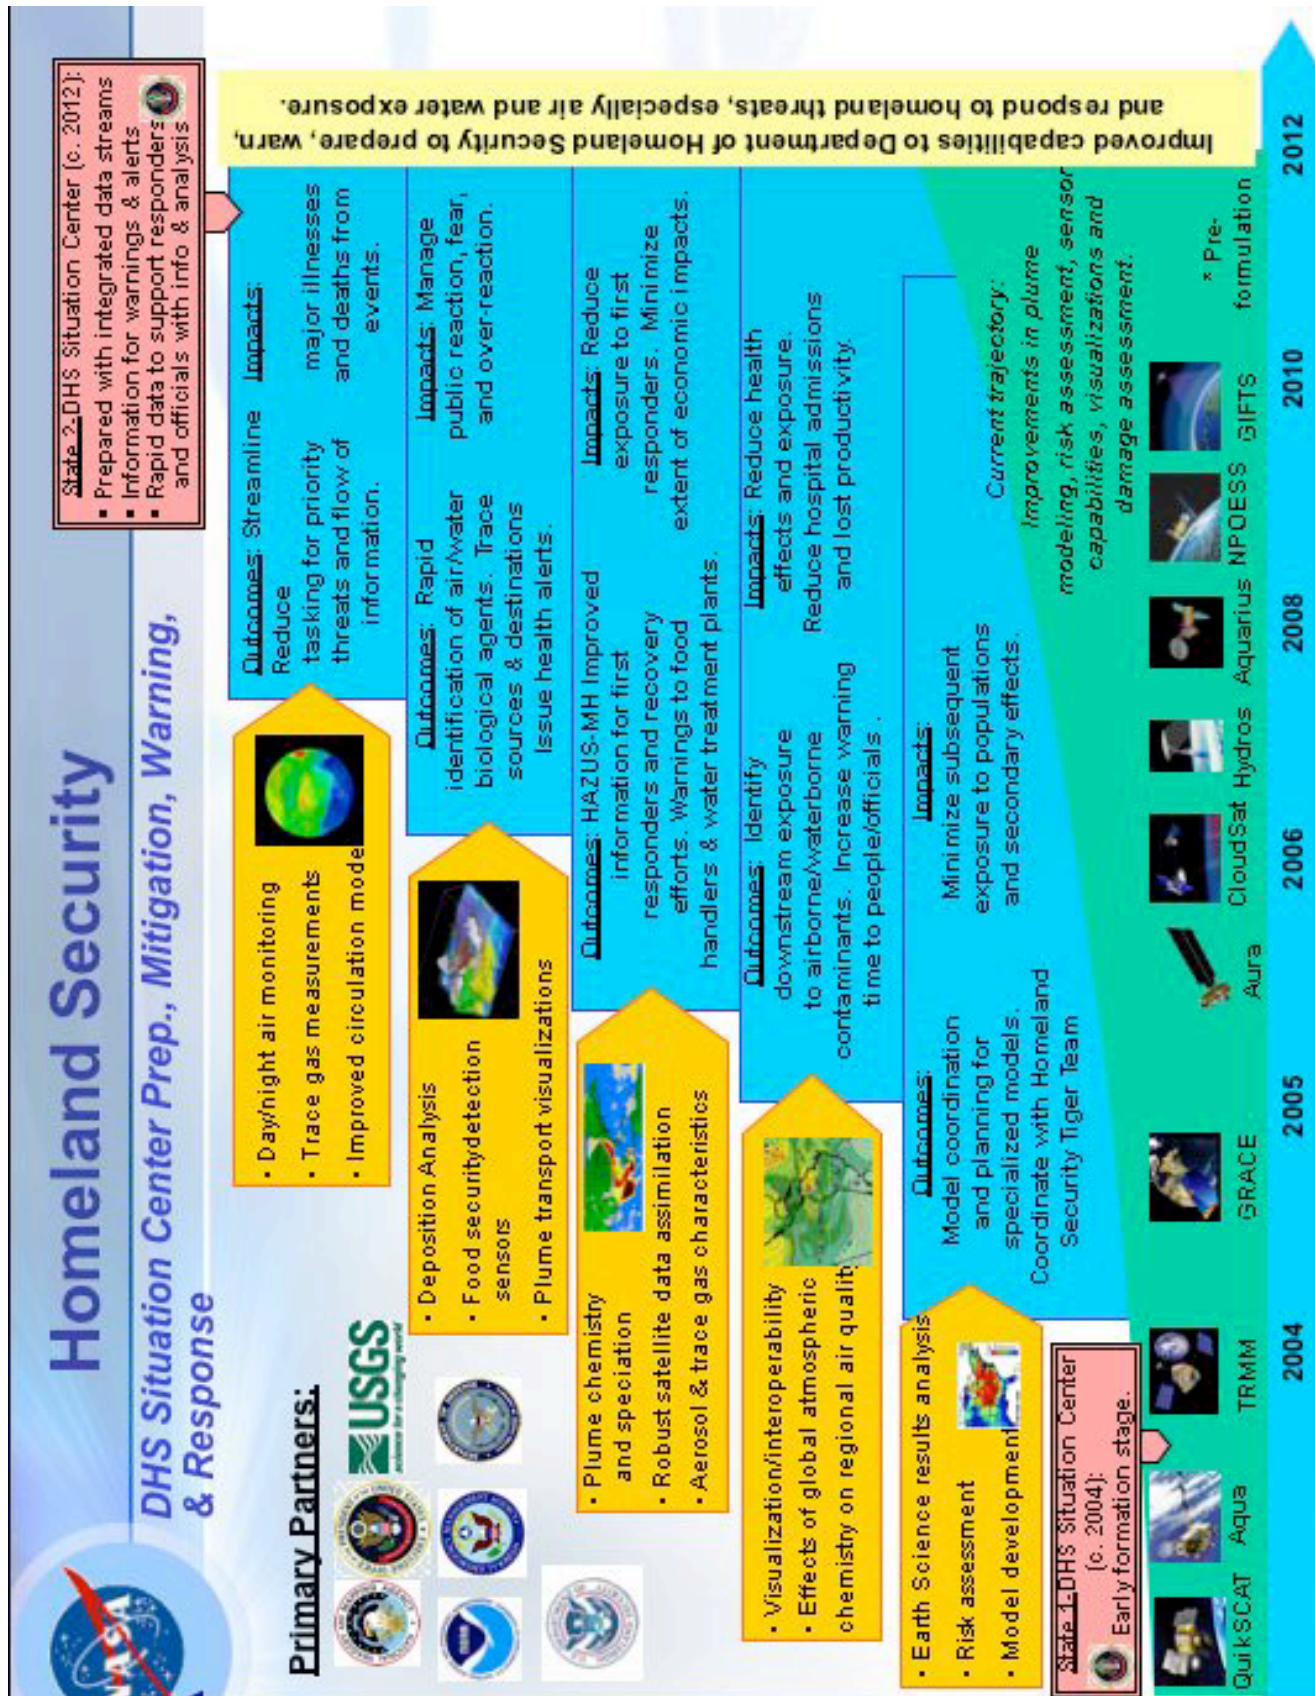 Homeland Security
DHS Situation Center Prep., Mitigation, Warning,
& Response
NASA
Primary Partners:
USGS
science for a changing world
State 2-DHS Situation Center (c. 2012):
▪ Prepared with integrated data streams
▪ Information for warnings & alerts
▪ Rapid data to support responders
and officials with info & analysis
• Day/night air monitoring
• Trace gas measurements
• Improved circulation mode
Outcomes: Streamline Impacts:
Reduce
tasking for priority major illnesses
threats and flow of and deaths from
information. events.
• Deposition Analysis
• Food security detection
sensors
• Plume transport visualizations
Outcomes: Rapid
identification of air/water
biological agents. Trace
sources & destinations
Issue health alerts.
Impacts: Manage
public reaction, fear,
and over-reaction.
• Plume chemistry
and speciation
• Robust satellite data assimilation
• Aerosol & trace gas characteristics
Outcomes: HAZUS-MH Improved
information for first
responders and recovery
efforts. Warnings to food
handlers & water treatment plants.
Impacts: Reduce
exposure to first
responders. Minimize
extent of economic impacts.
• Visualization/interoperability
• Effects of global atmospheric
chemistry on regional air quality
Outcomes: Identify
downstream exposure
to airborne/waterborne
contaminants. Increase warning
time to people/officials.
Impacts: Reduce health
effects and exposure.
Reduce hospital admissions
and lost productivity.
• Earth Science results analysis
• Risk assessment
• Model development
Outcomes:
Model coordination
and planning for
specialized models.
Coordinate with Homeland
Security Tiger Team
Impacts:
Minimize subsequent
exposure to populations
and secondary effects.
Current trajectory:
Improvements in plume
modeling, risk assessment, sensor
capabilities, visualizations and
damage assessment.
Improved capabilities to Department of Homeland Security to prepare, warn,
and respond to homeland threats, especially air and water exposure.
State 1-DHS Situation Center
(c. 2004):
Early formation stage.
* Pre-
formulation
QuikSCAT Aqua TRMM GRACE Aura CloudSat Hydros Aquarius NPOESS GIFTS
2004 2005 2006 2008 2010 2012